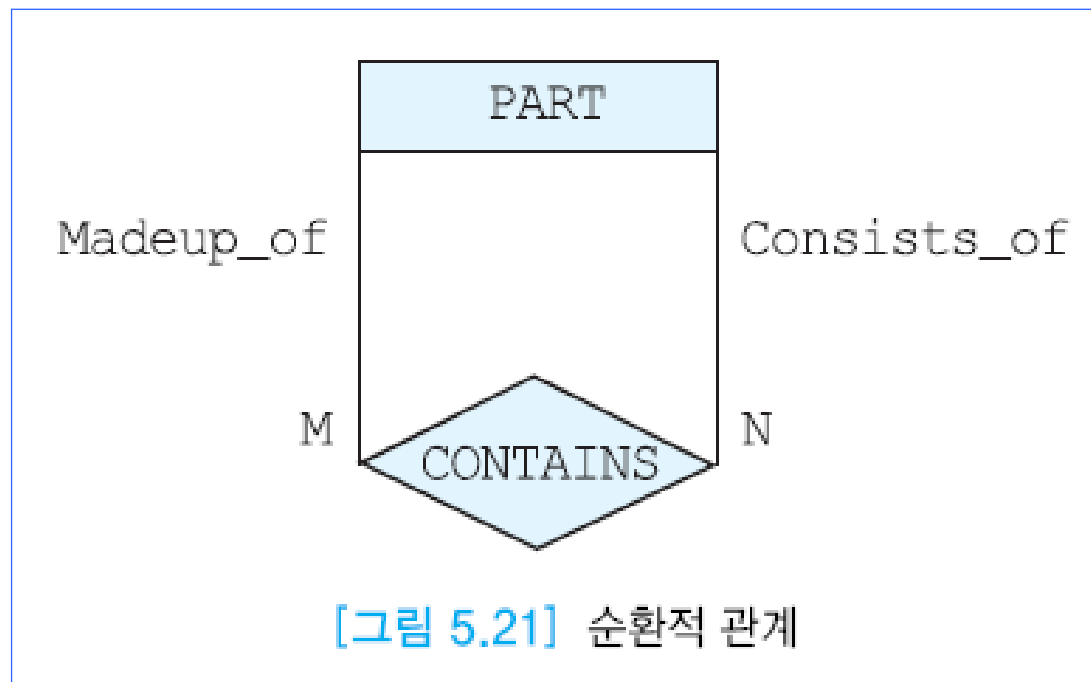 PART
Madeup_of
Consists_of
M
N
CONTAINS
[그림 5.21] 순환적 관계